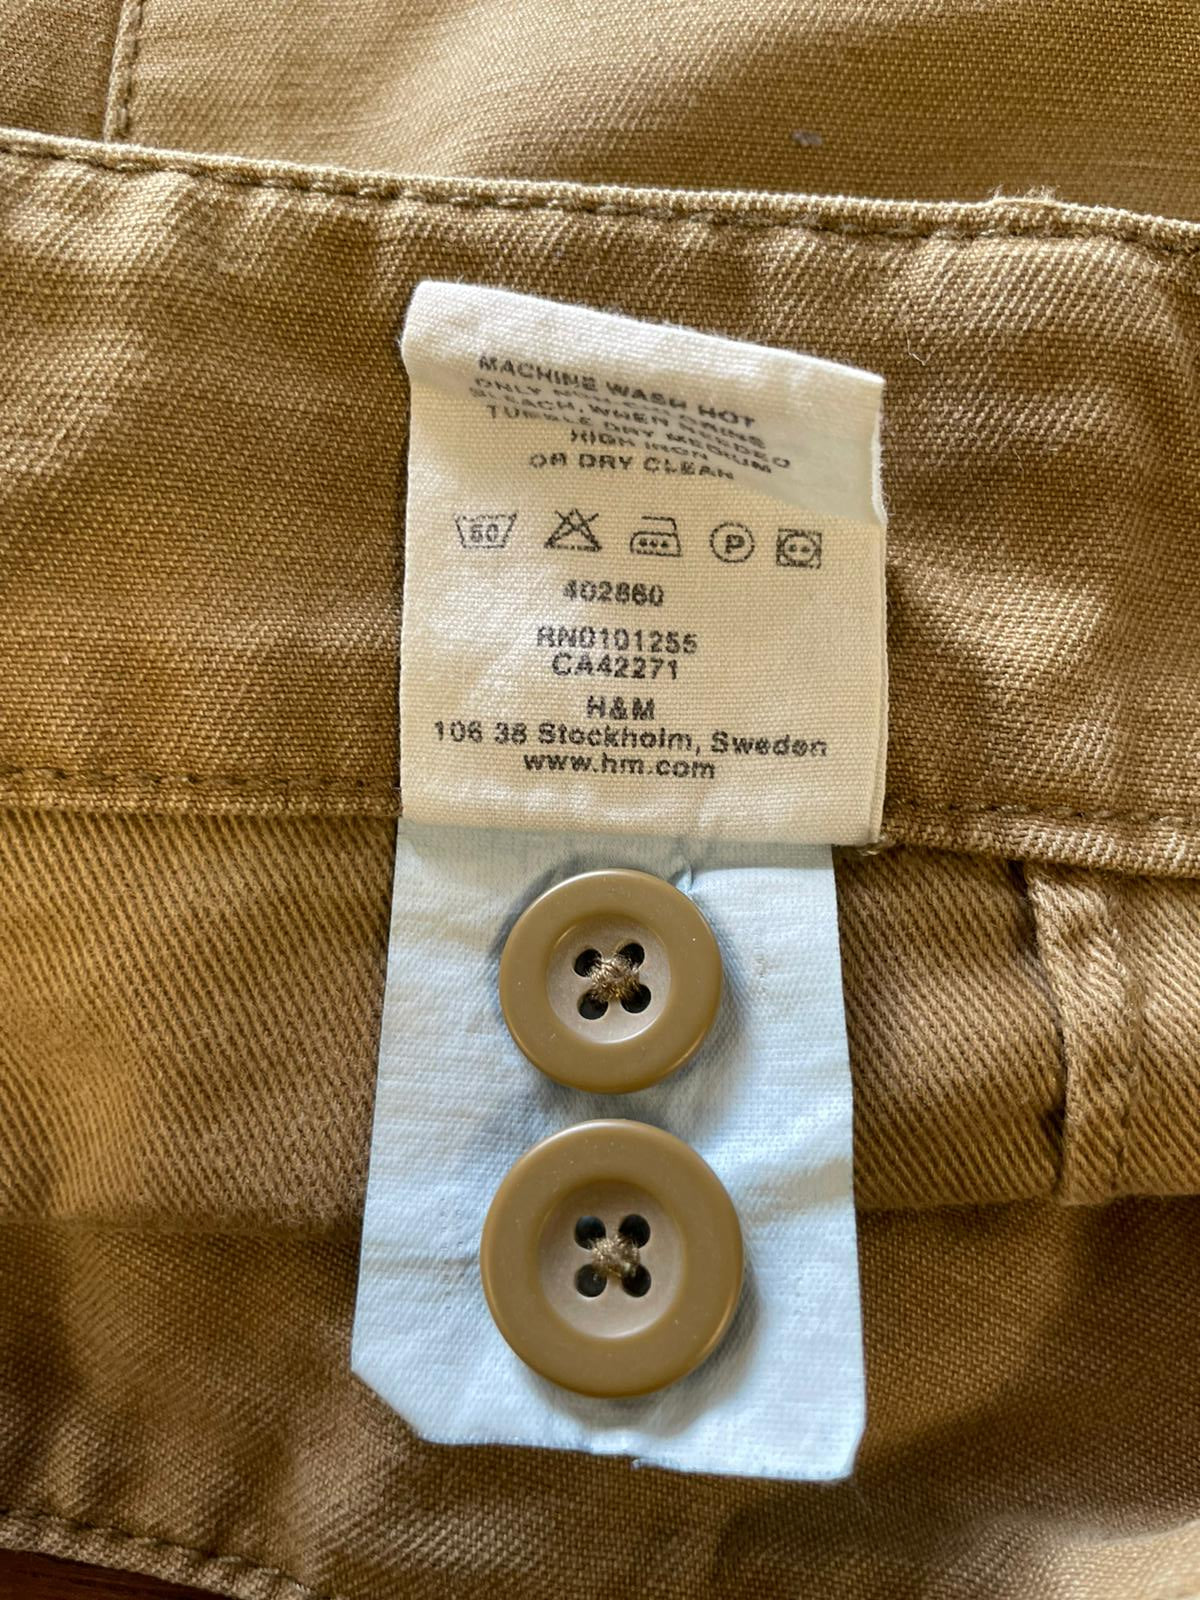 MACHINE WASH HOT
ONLY NON-CHLORINE
BLEACH, WHEN NEEDED
TUMBLE DRY MEDIUM
HIGH IRON
OR DRY CLEAN
60 P
402860
RN0101255
CA42271
H&M
106 38 Stockholm, Sweden
www.hm.com